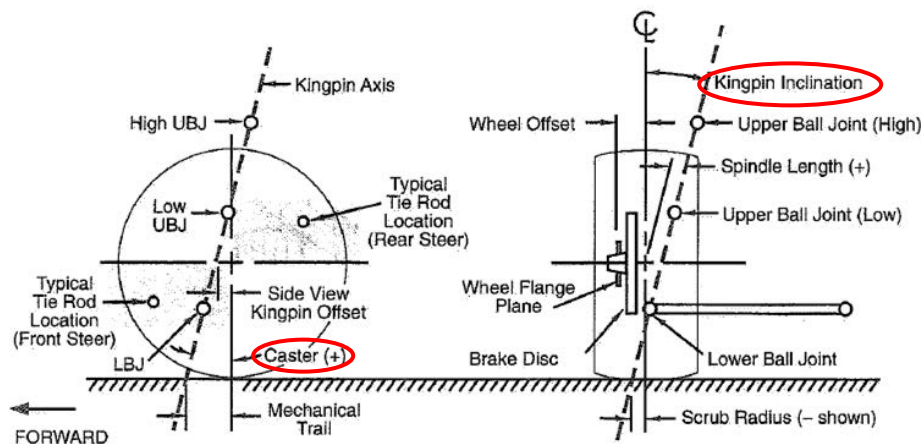 Kingpin Axis
High UBJ
Low
UBJ
Typical
Tie Rod
Location
(Rear Steer)
Typical
Tie Rod
Location
(Front Steer)
Side View
Kingpin Offset
LBJ
Caster (+)
Mechanical
Trail
FORWARD
CL
Kingpin Inclination
Wheel Offset
Upper Ball Joint (High)
Spindle Length (+)
Upper Ball Joint (Low)
Wheel Flange
Plane
Brake Disc
Lower Ball Joint
Scrub Radius (– shown)